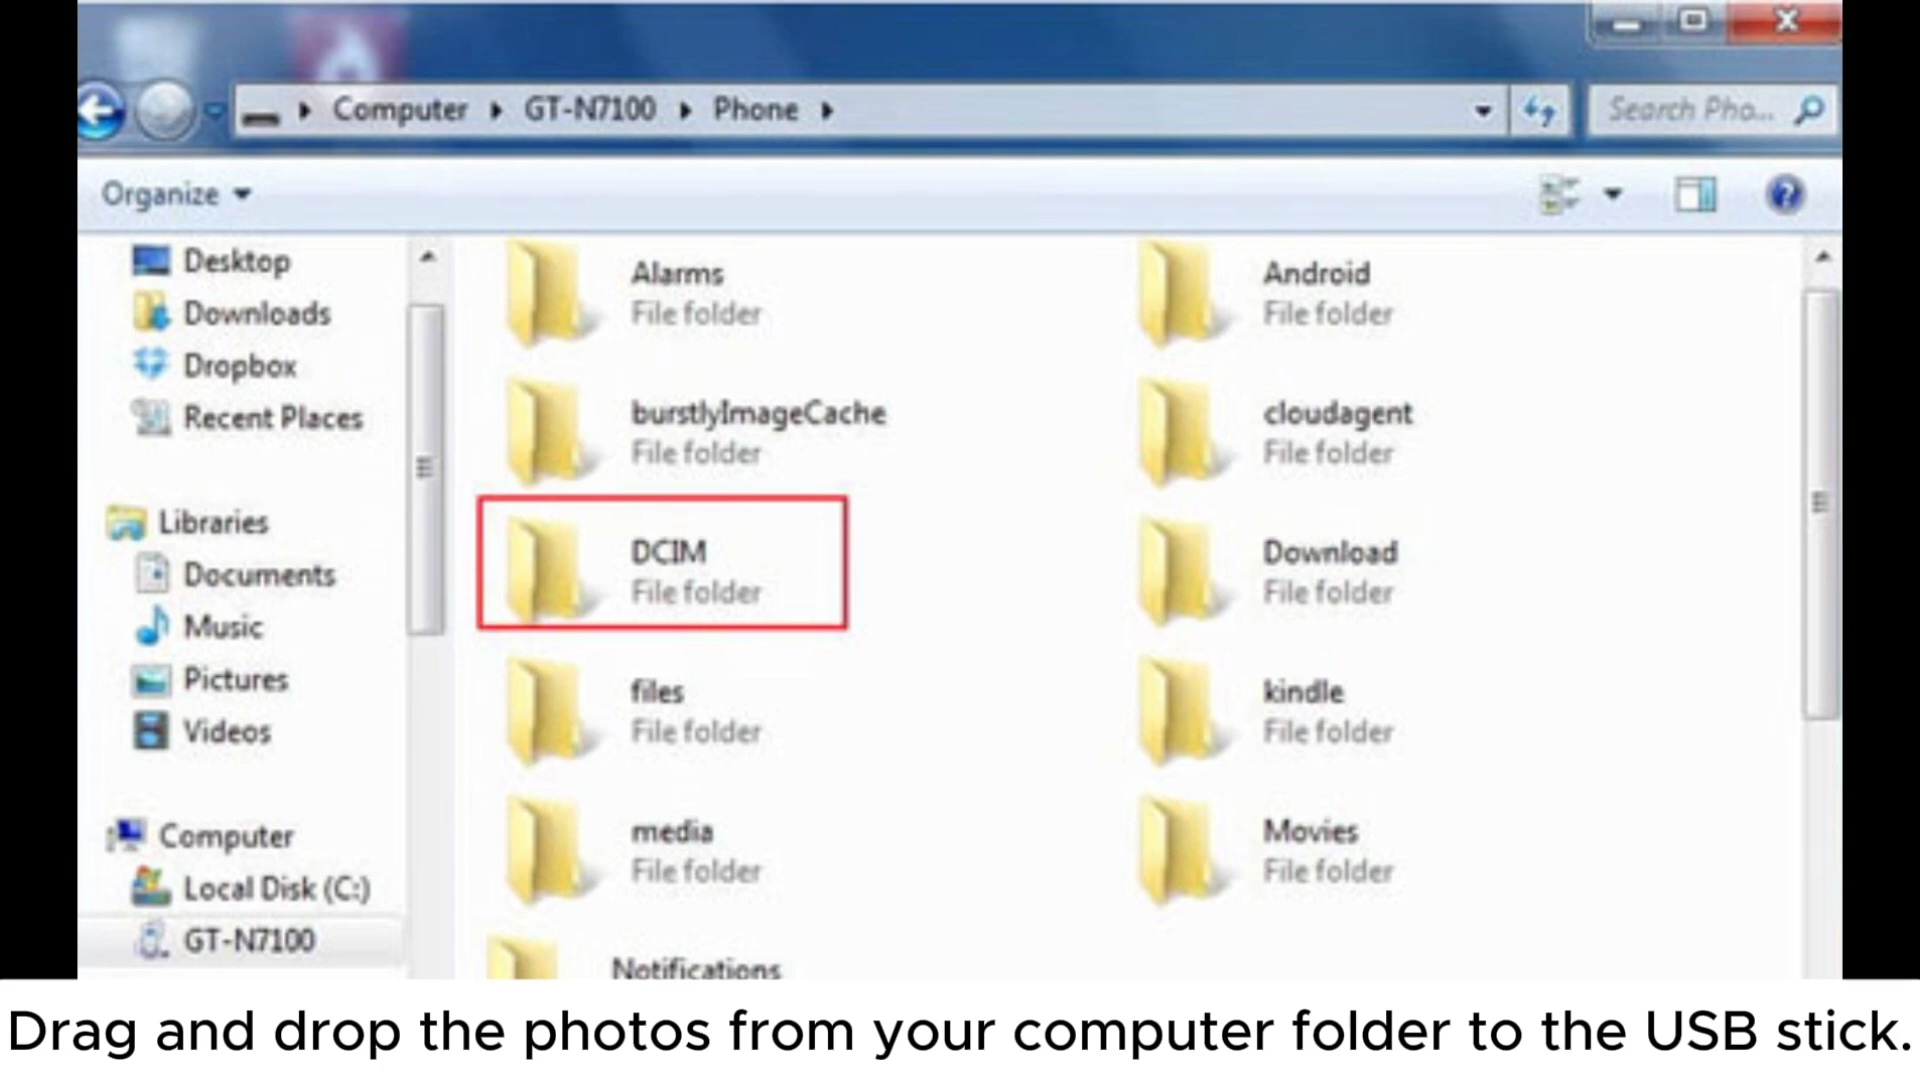 Computer GT-N7100 Phone
Search Pho...
Organize
Desktop
Downloads
Dropbox
Recent Places
Libraries
Documents
Music
Pictures
Videos
Computer
Local Disk (C:)
GT-N7100
Alarms
File folder
Android
File folder
burstlyImageCache
File folder
cloudagent
File folder
DCIM
File folder
Download
File folder
files
File folder
kindle
File folder
media
File folder
Movies
File folder
Notifications
Drag and drop the photos from your computer folder to the USB stick.